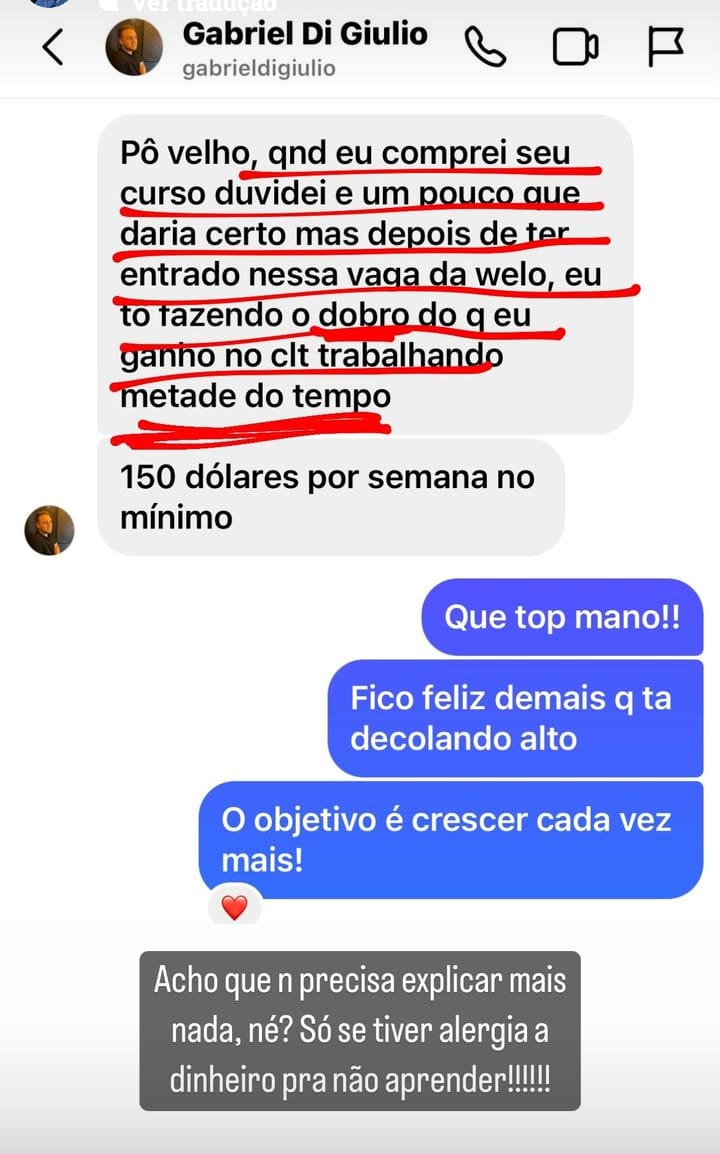 Ver tradução
Gabriel Di Giulio
gabrieldigiulio
Pô velho, qnd eu comprei seu
curso duvidei e um pouco que
daria certo mas depois de ter
entrado nessa vaga da welo, eu
to fazendo o dobro do q eu
ganho no clt trabalhando
metade do tempo
150 dólares por semana no
mínimo
Que top mano!!
Fico feliz demais q ta
decolando alto
O objetivo é crescer cada vez
mais!
Acho que n precisa explicar mais
nada, né? Só se tiver alergia a
dinheiro pra não aprender!!!!!!